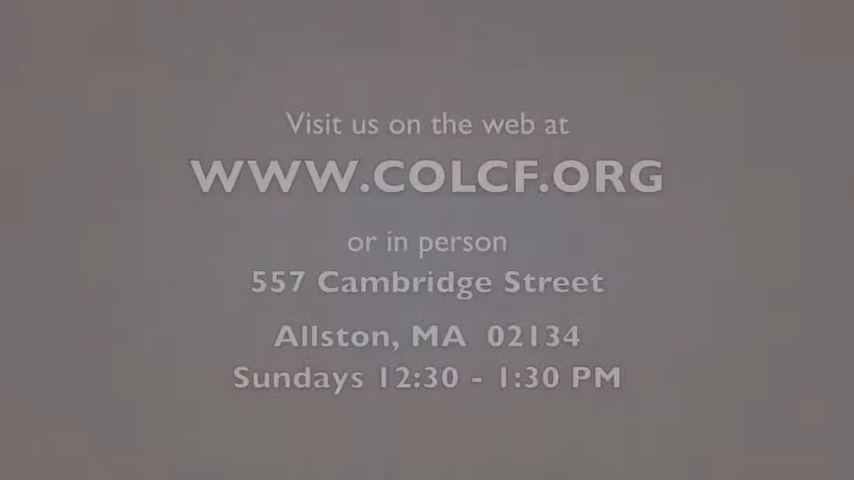 Visit us on the web at
WWW.COLCF.ORG
or in person
557 Cambridge Street
Allston, MA 02134
Sundays 12:30 - 1:30 PM